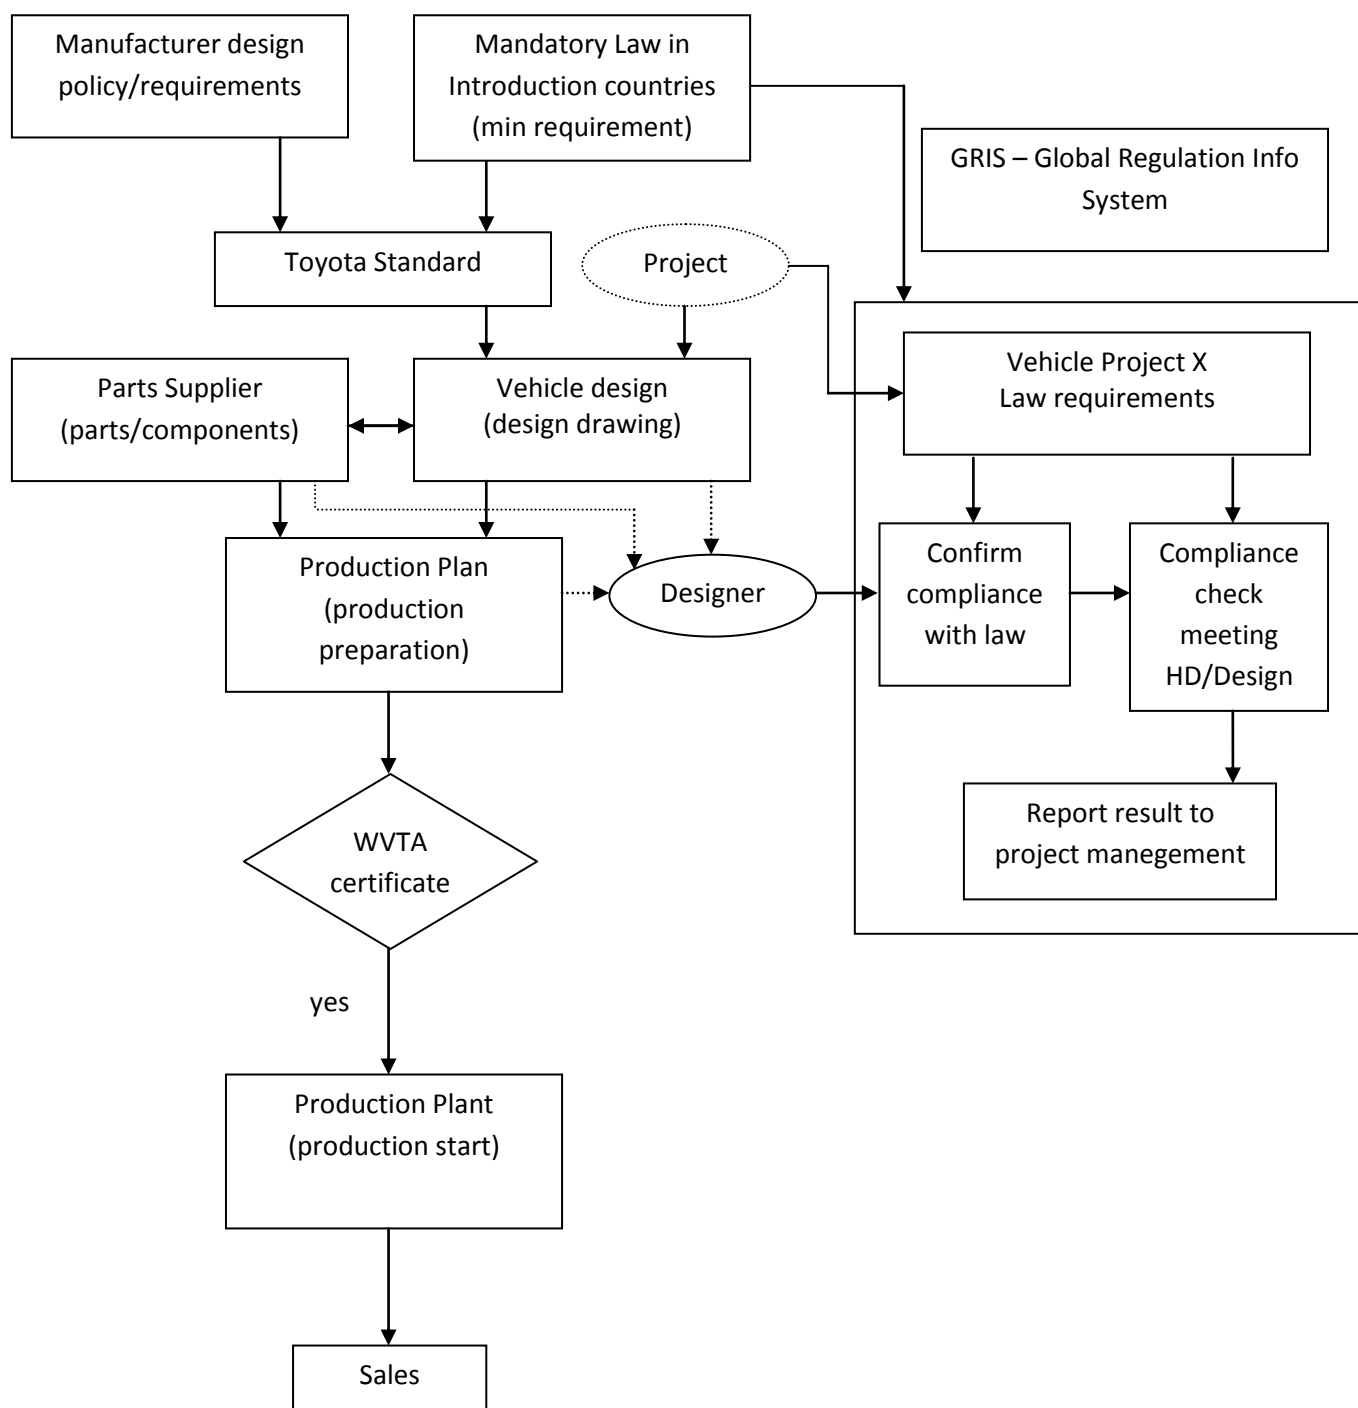 Manufacturer design
policy/requirements
Mandatory Law in
Introduction countries
(min requirement)
GRIS – Global Regulation Info
System
Toyota Standard
Project
Parts Supplier
(parts/components)
Vehicle design
(design drawing)
Vehicle Project X
Law requirements
Production Plan
(production
preparation)
Designer
Confirm
compliance
with law
Compliance
check
meeting
HD/Design
Report result to
project manegement
WVTA
certificate
yes
Production Plant
(production start)
Sales